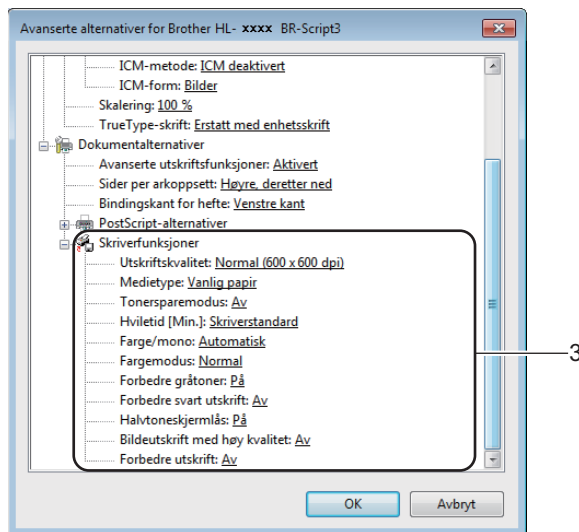 Avanserte alternativer for Brother HL- xxxx BR-Script3
ICM-metode: ICM deaktivert
ICM-form: Bilder
Skalering: 100 %
TrueType-skrift: Erstatt med enhetsskrift
Dokumentalternativer
Avanserte utskriftsfunksjoner: Aktivert
Sider per arkoppsett: Høyre, deretter ned
Bindingskant for hefte: Venstre kant
PostScript-alternativer
Skriverfunksjoner
Utskriftskvalitet: Normal (600 x 600 dpi)
Medietype: Vanlig papir
Tonersparemodus: Av
Hviletid [Min.]: Skriverstandard
Farge/mono: Automatisk
Fargemodus: Normal
Forbedre gråtoner: På
Forbedre svart utskrift: Av
Halvtoneskjermlås: På
Bildeutskrift med høy kvalitet: Av
Forbedre utskrift: Av
3
OK
Avbryt